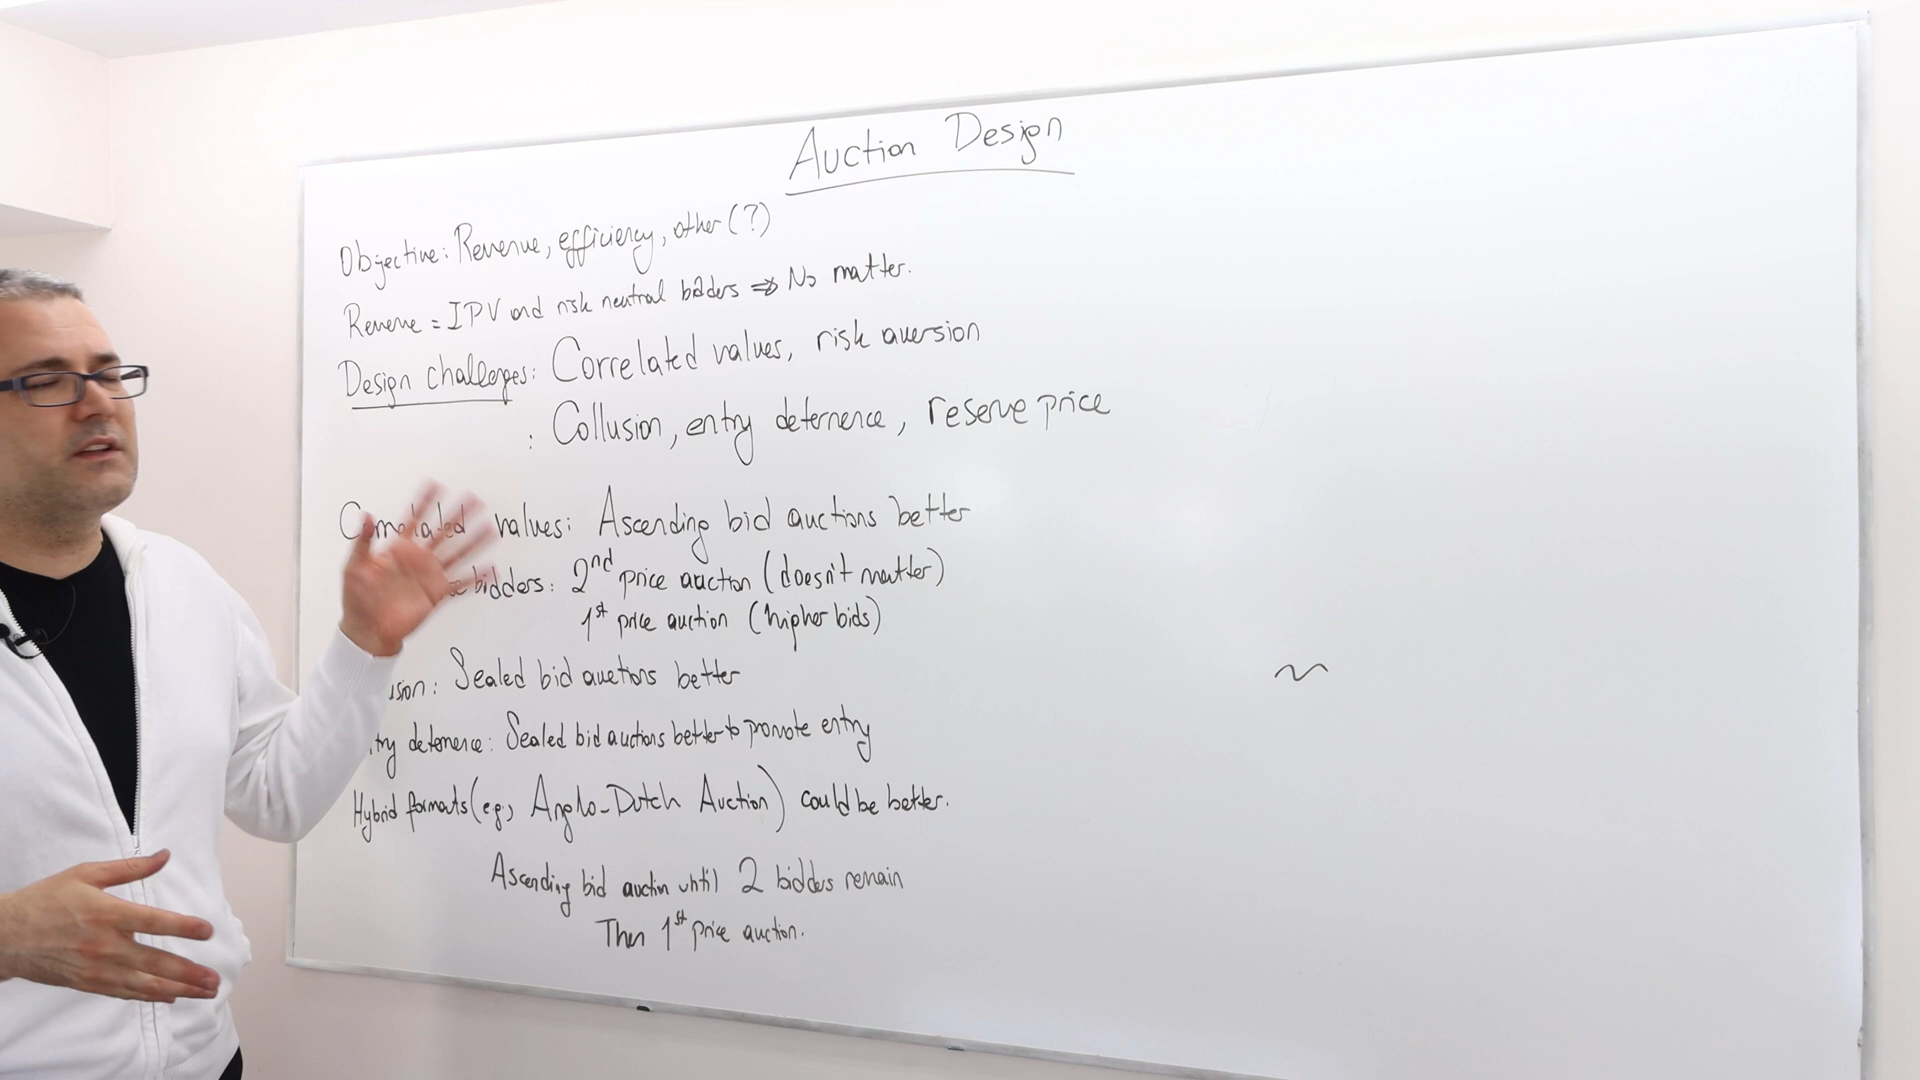 Auction Design
Objective: Revenue, efficiency, other (?)
Revenue = IPV and risk neutral bidders ⇒ No matter.
Design challenges: Correlated values, risk aversion
: Collusion, entry deterrence, reserve price
Correlated values: Ascending bid auctions better
bidders: 2nd price auction (doesn't matter)
1st price auction (higher bids)
usion: Sealed bid auctions better
try deterrence: Sealed bid auctions better to promote entry
Hybrid formats (e.g., Anglo-Dutch Auction) could be better.
Ascending bid auction until 2 bidders remain
Then 1st price auction.